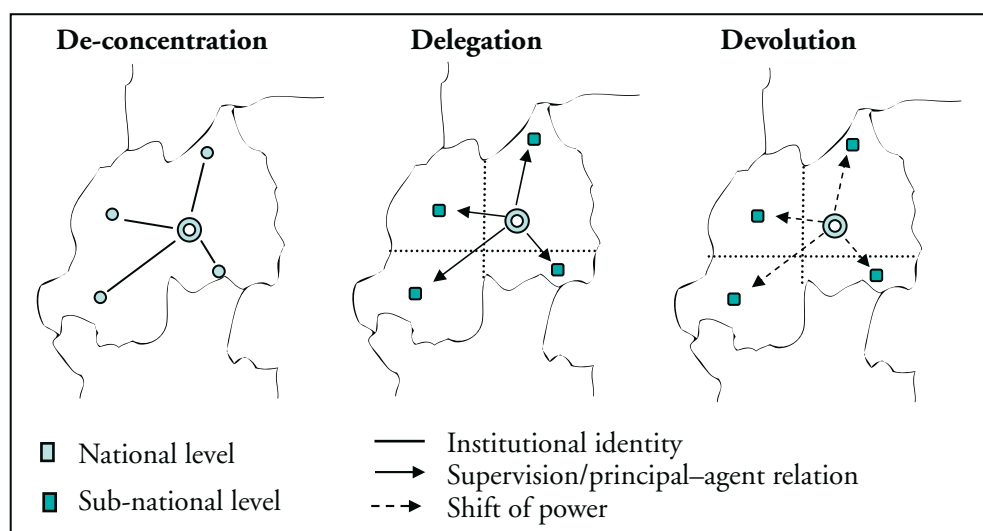 De-concentration
Delegation
Devolution
National level
Sub-national level
Institutional identity
Supervision/principal–agent relation
Shift of power